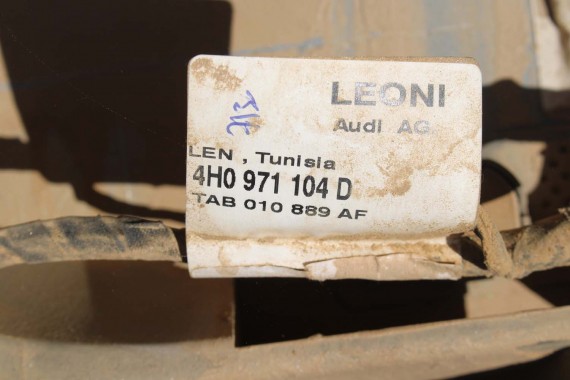 LEONI
Audi AG
LEN , Tunisia
4H0 971 104 D
TAB 010 889 AF